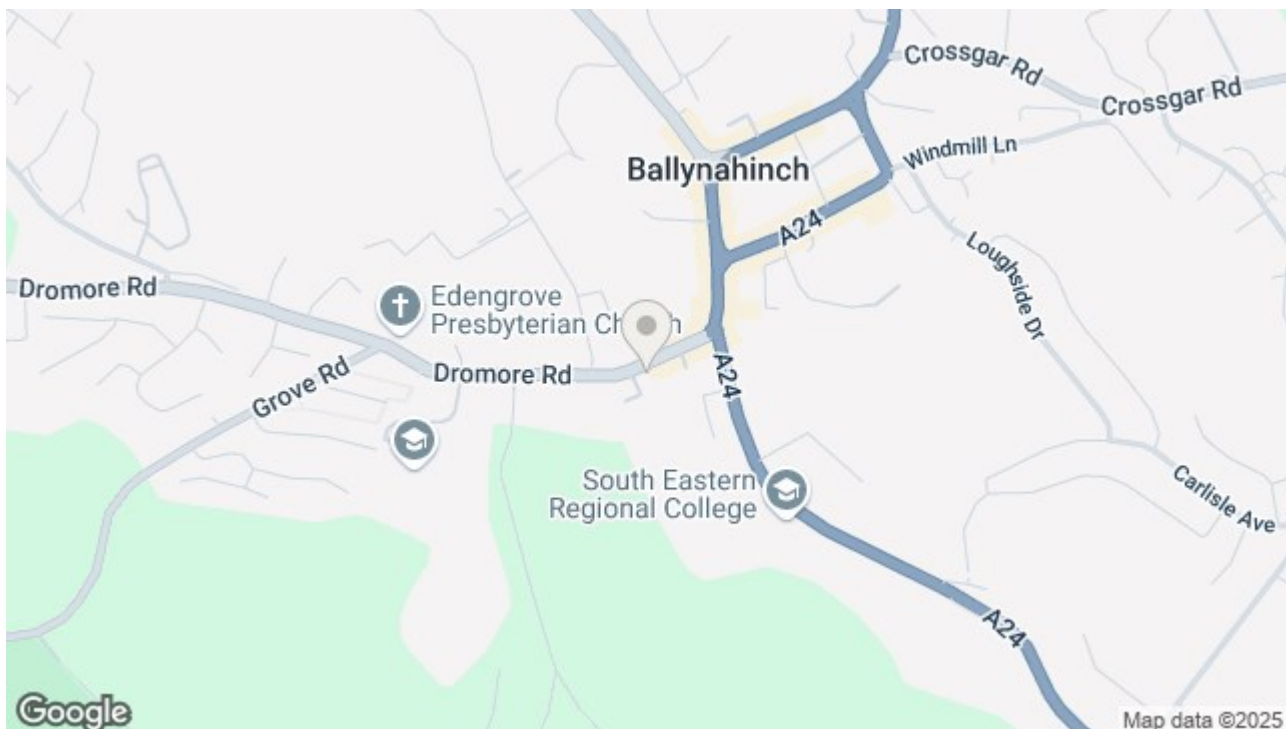 Crossgar Rd
Crossgar Rd
Ballynahinch
Windmill Ln
A24
Loughside Dr
Dromore Rd
Edengrove
Presbyterian Church
Grove Rd
Dromore Rd
A24
South Eastern
Regional College
Carlisle Ave
A24
Google
Map data ©2025